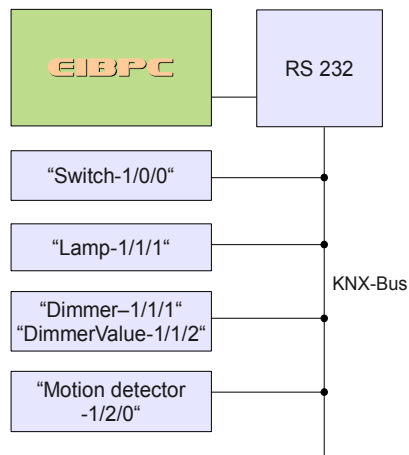 EIBPC
RS 232
“Switch-1/0/0“
“Lamp-1/1/1“
KNX-Bus
“Dimmer–1/1/1“
“DimmerValue-1/1/2“
“Motion detector
-1/2/0“